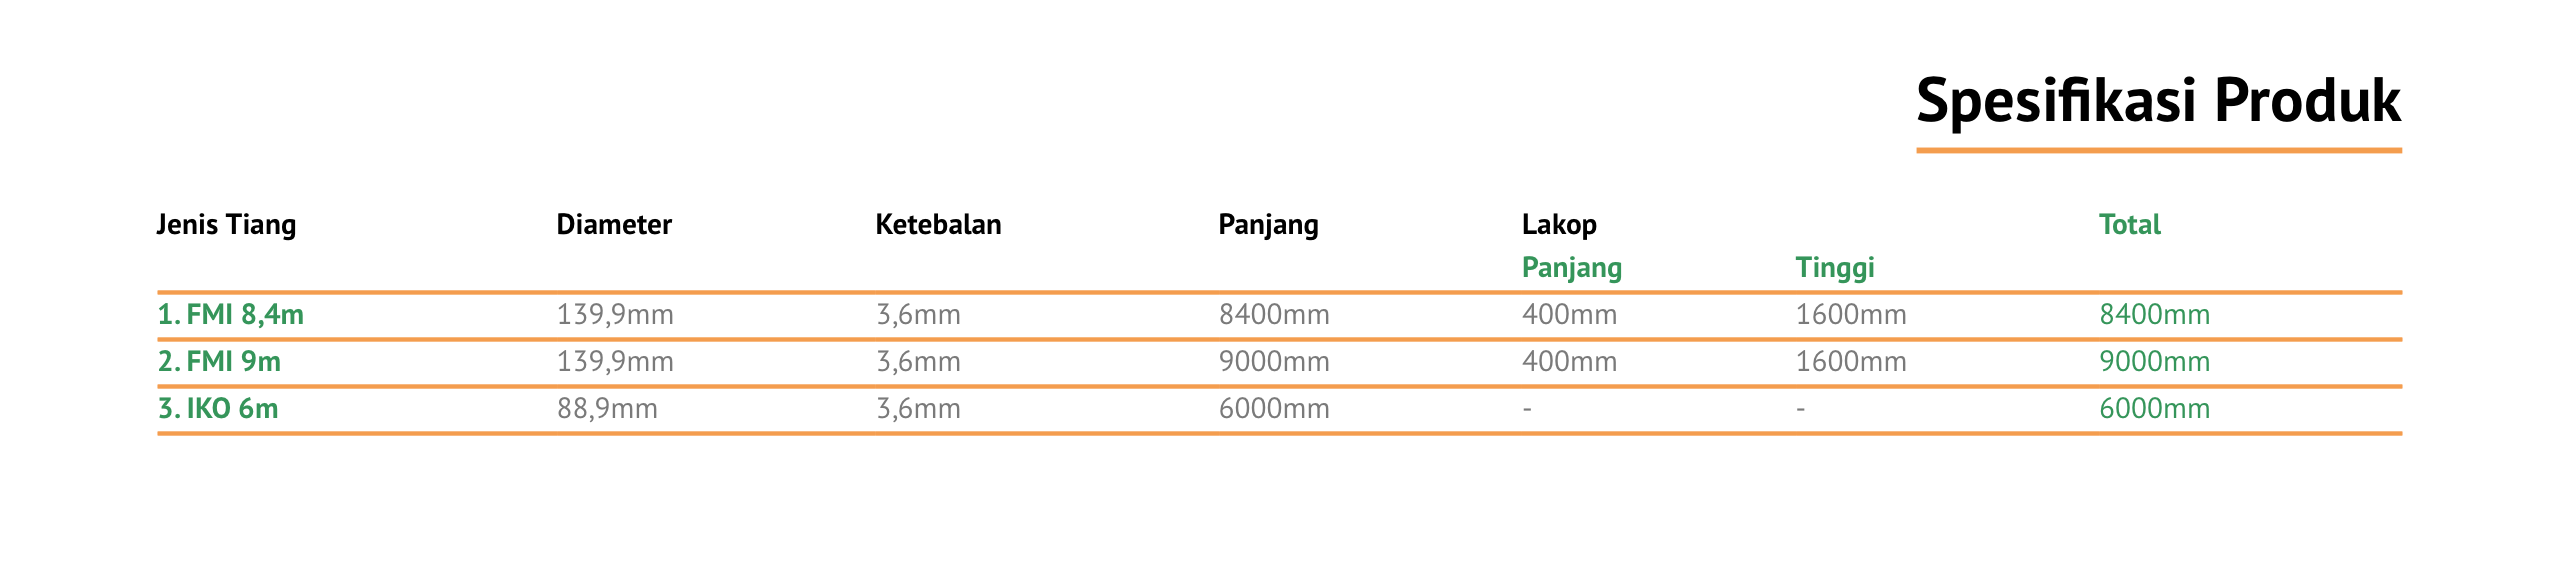 Spesifikasi Produk
Jenis Tiang Diameter Ketebalan Panjang Lakop Total
Panjang Tinggi
1. FMI 8,4m 139,9mm 3,6mm 8400mm 400mm 1600mm 8400mm
2. FMI 9m 139,9mm 3,6mm 9000mm 400mm 1600mm 9000mm
3. IKO 6m 88,9mm 3,6mm 6000mm - - 6000mm